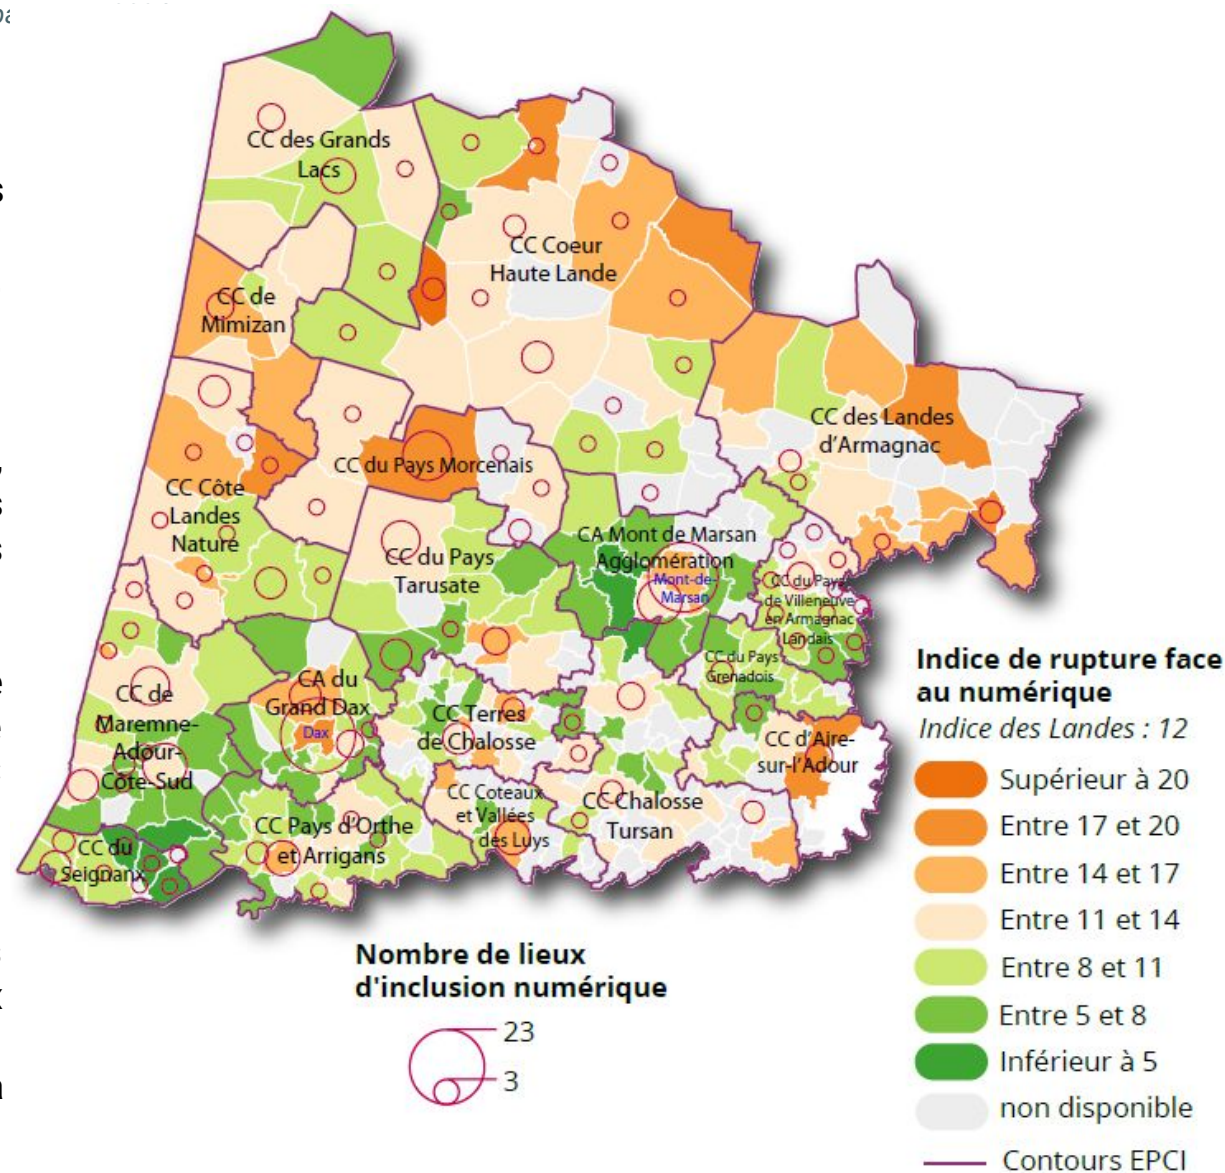 CC des Grands
Lacs
CC Coeur
Haute Lande
CC de
Mimizan
CC des Landes
d'Armagnac
CC du Pays Morcenais
CC Côte
Landes
Nature
CC du Pays
Tarusate
CA Mont de Marsan
Agglomération
Mont-de-
Marsan
CC du Pays
de Villeneuve
en Armagnac
Landais
CC du Pays
Grenadois
CC de
Maremne-
Adour-
Côte-Sud
CA du
Grand Dax
Dax
CC Terres
de Chalosse
CC d'Aire-
sur-l'Adour
CC Coteaux
et Vallées
des Luys
CC Chalosse
Tursan
CC Pays d'Orthe
et Arrigans
CC du
Seignanx
Indice de rupture face
au numérique
Indice des Landes : 12
Supérieur à 20
Entre 17 et 20
Entre 14 et 17
Entre 11 et 14
Entre 8 et 11
Entre 5 et 8
Inférieur à 5
non disponible
Contours EPCI
Nombre de lieux
d'inclusion numérique
23
3